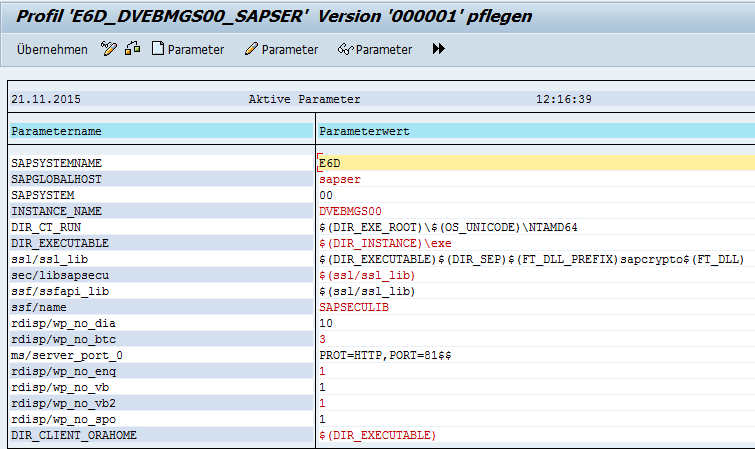 Profil 'E6D_DVEBMGS00_SAPSER' Version '000001' pflegen
Übernehmen Parameter Parameter Parameter
21.11.2015 Aktive Parameter 12:16:39
Parametername Parameterwert
SAPSYSTEMNAME E6D
SAPGLOBALHOST sapser
SAPSYSTEM 00
INSTANCE_NAME DVEBMGS00
DIR_CT_RUN $(DIR_EXE_ROOT)\$(OS_UNICODE)\NTAMD64
DIR_EXECUTABLE $(DIR_INSTANCE)\exe
ssl/ssl_lib $(DIR_EXECUTABLE)$(DIR_SEP)$(FT_DLL_PREFIX)sapcrypto$(FT_DLL)
sec/libsapsecu $(ssl/ssl_lib)
ssf/ssfapi_lib $(ssl/ssl_lib)
ssf/name SAPSECULIB
rdisp/wp_no_dia 10
rdisp/wp_no_btc 3
ms/server_port_0 PROT=HTTP,PORT=81$$
rdisp/wp_no_enq 1
rdisp/wp_no_vb 1
rdisp/wp_no_vb2 1
rdisp/wp_no_spo 1
DIR_CLIENT_ORAHOME $(DIR_EXECUTABLE)